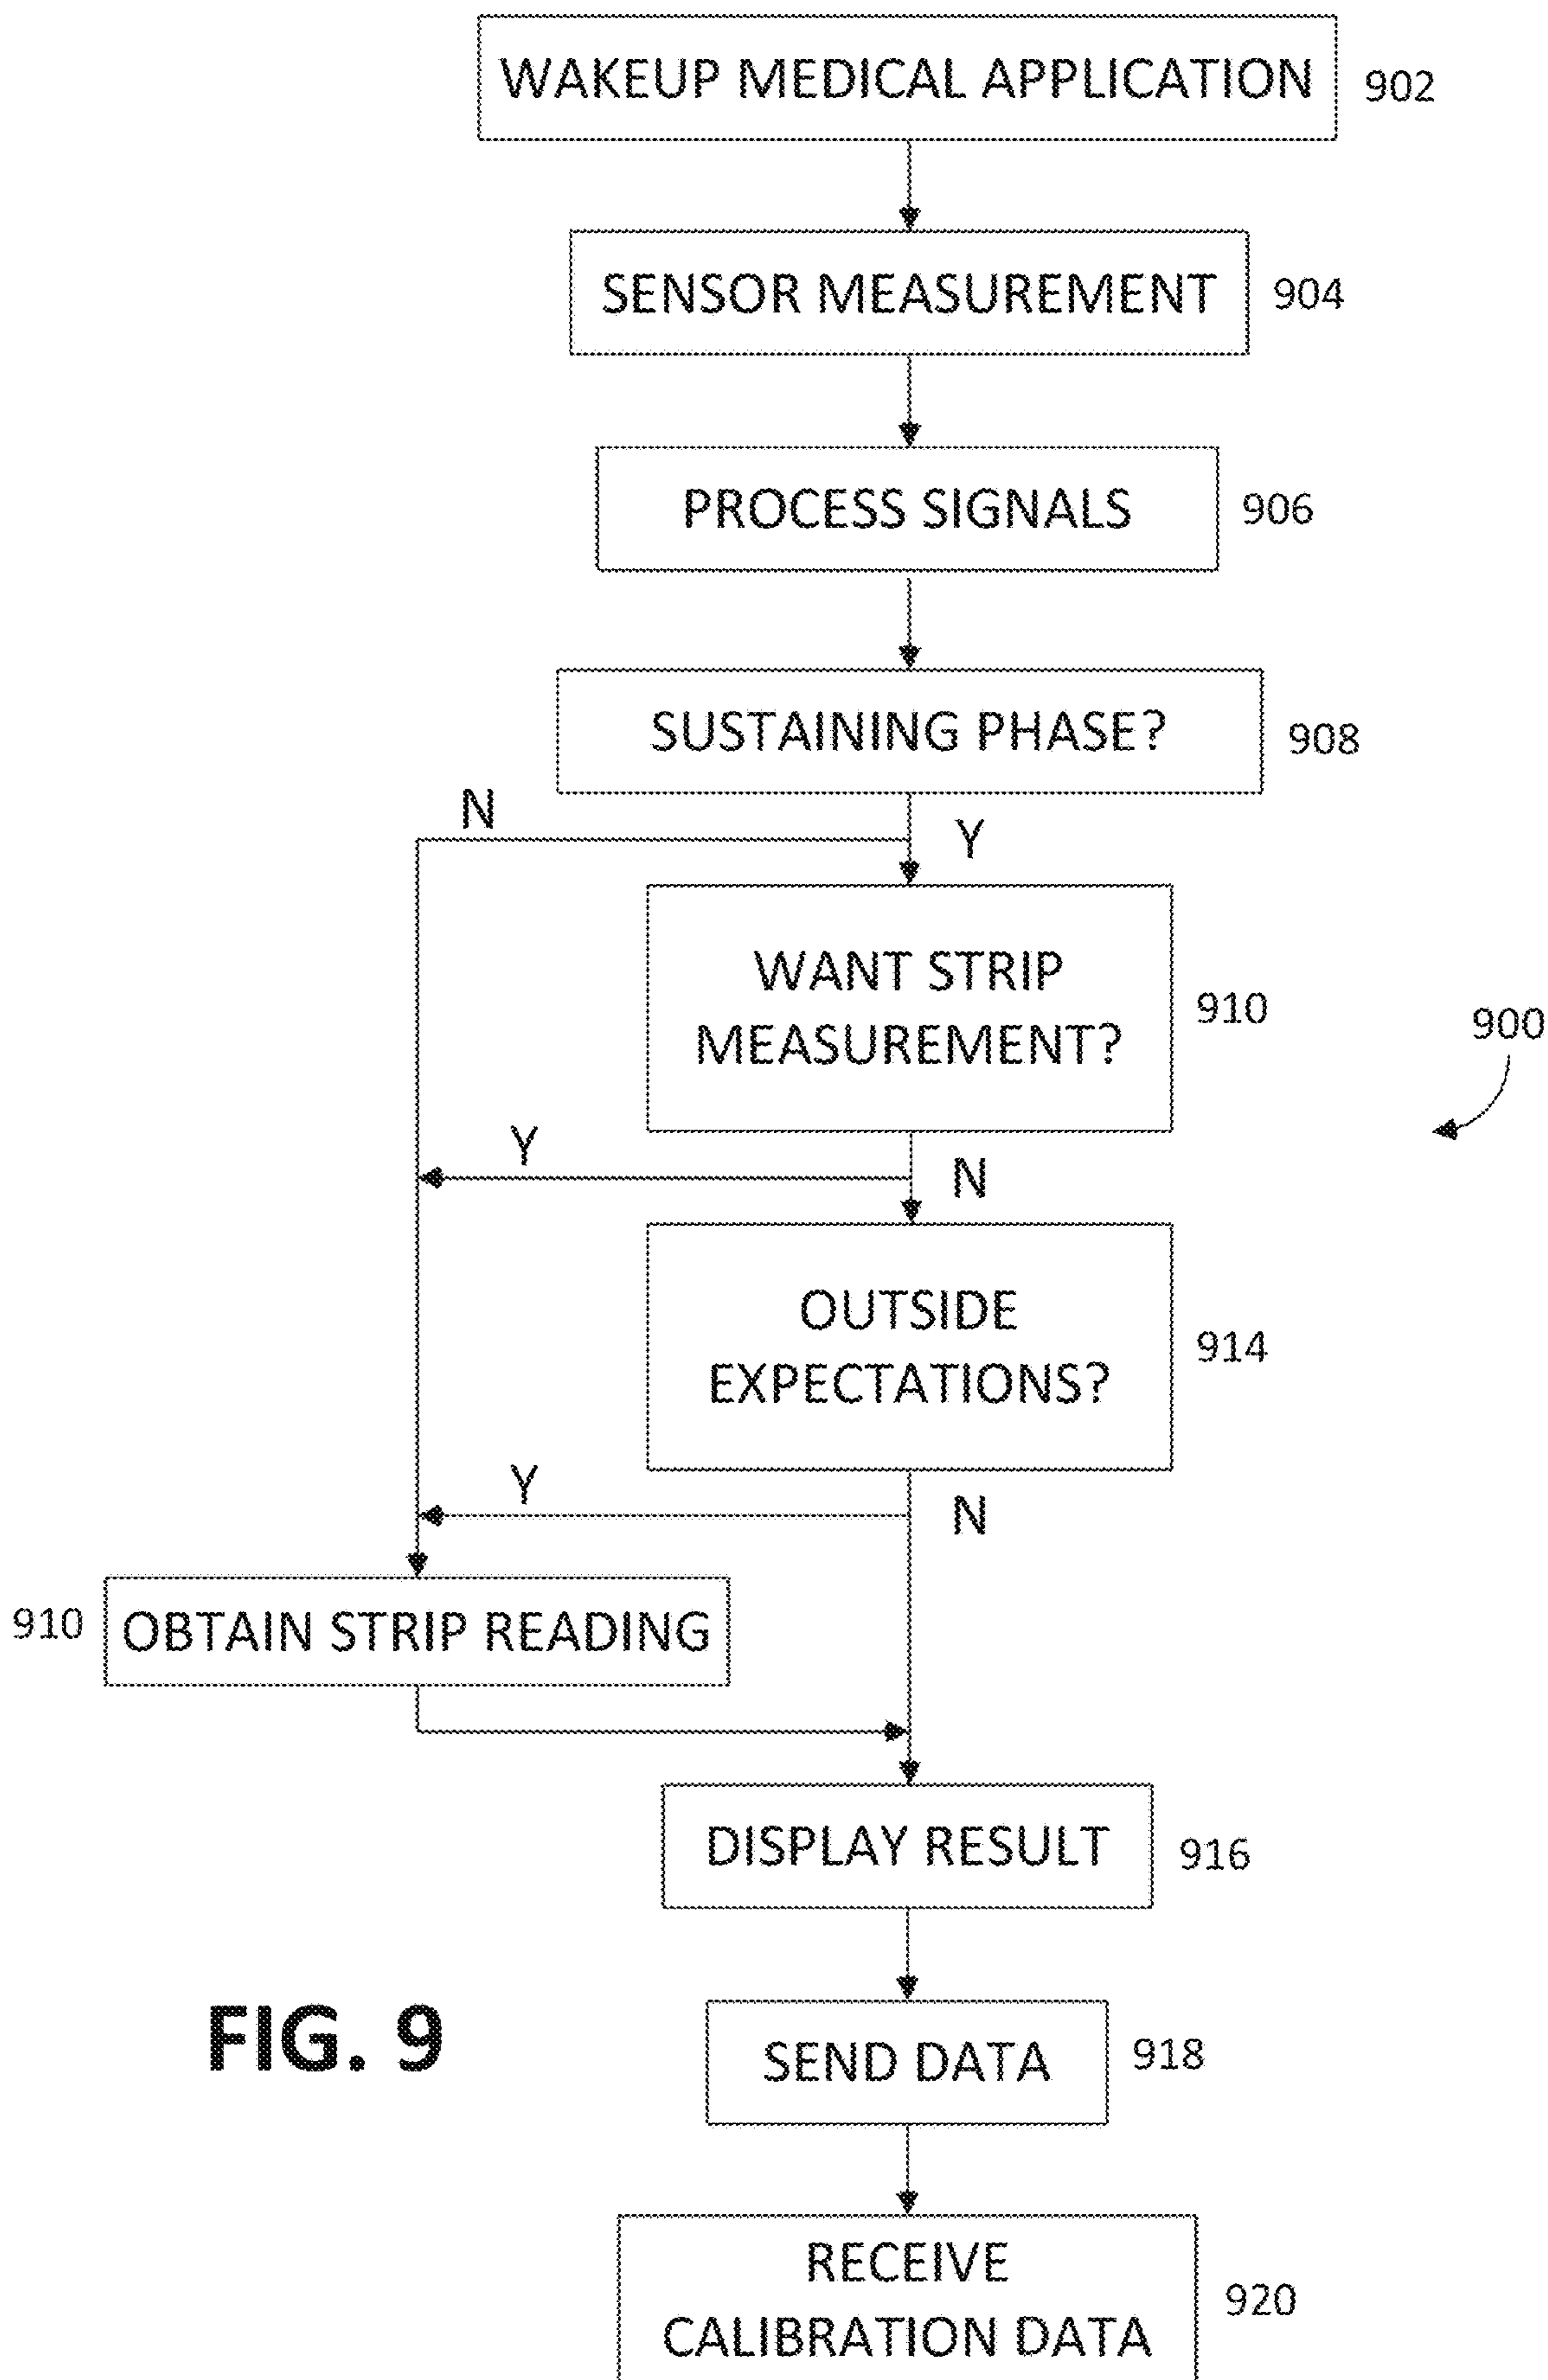 WAKEUP MEDICAL APPLICATION 902
SENSOR MEASUREMENT 904
PROCESS SIGNALS 906
SUSTAINING PHASE? 908
N
Y
WANT STRIP
MEASUREMENT?
910
900
Y
N
OUTSIDE
EXPECTATIONS?
914
Y
N
910 OBTAIN STRIP READING
DISPLAY RESULT 916
FIG. 9
SEND DATA 918
RECEIVE
CALIBRATION DATA
920